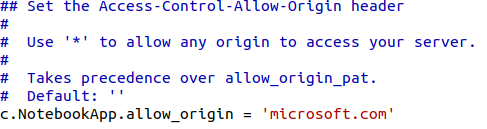 ## Set the Access-Control-Allow-Origin header
#
#  Use '*' to allow any origin to access your server.
#
#  Takes precedence over allow_origin_pat.
#  Default: ''
c.NotebookApp.allow_origin = 'microsoft.com'